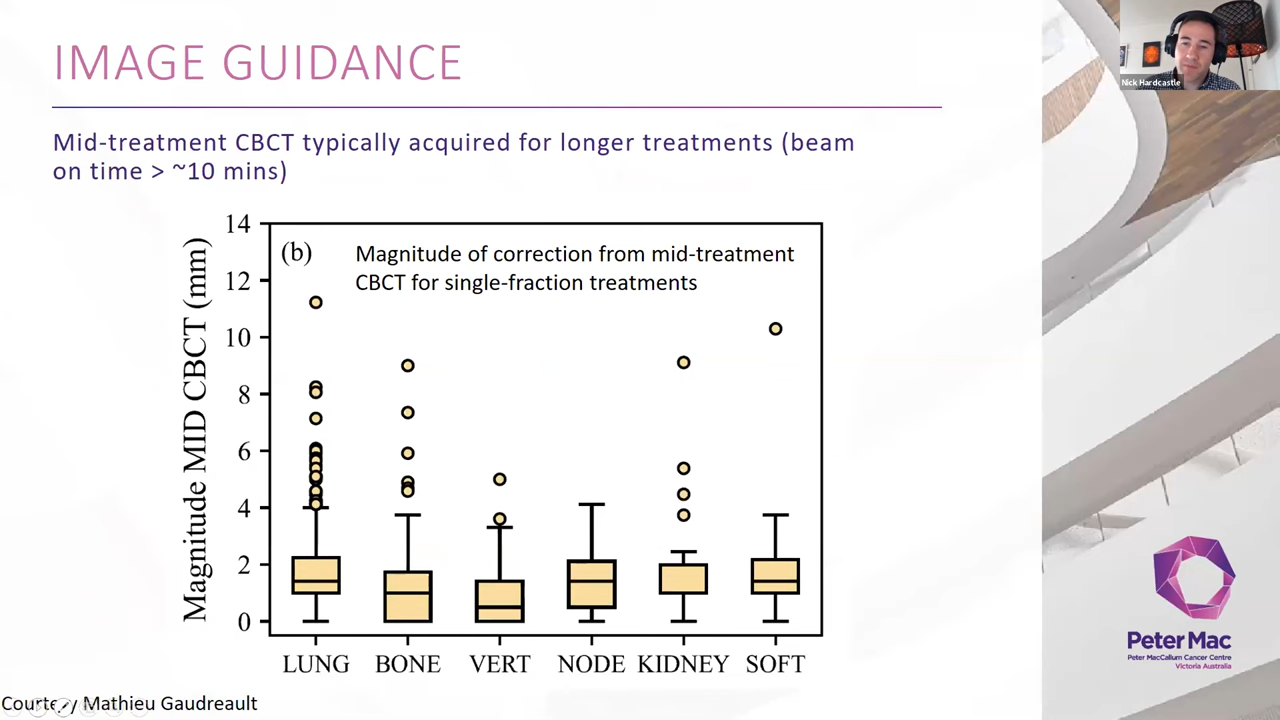 IMAGE GUIDANCE
Nick Hardcastle
Mid-treatment CBCT typically acquired for longer treatments (beam
on time > ~10 mins)
(b)
Magnitude of correction from mid-treatment
CBCT for single-fraction treatments
Magnitude MID CBCT (mm)
14
12
10
8
6
4
2
0
LUNG BONE VERT NODE KIDNEY SOFT
Peter Mac
Peter MacCallum Cancer Centre
Victoria Australia
Courtesy Mathieu Gaudreault